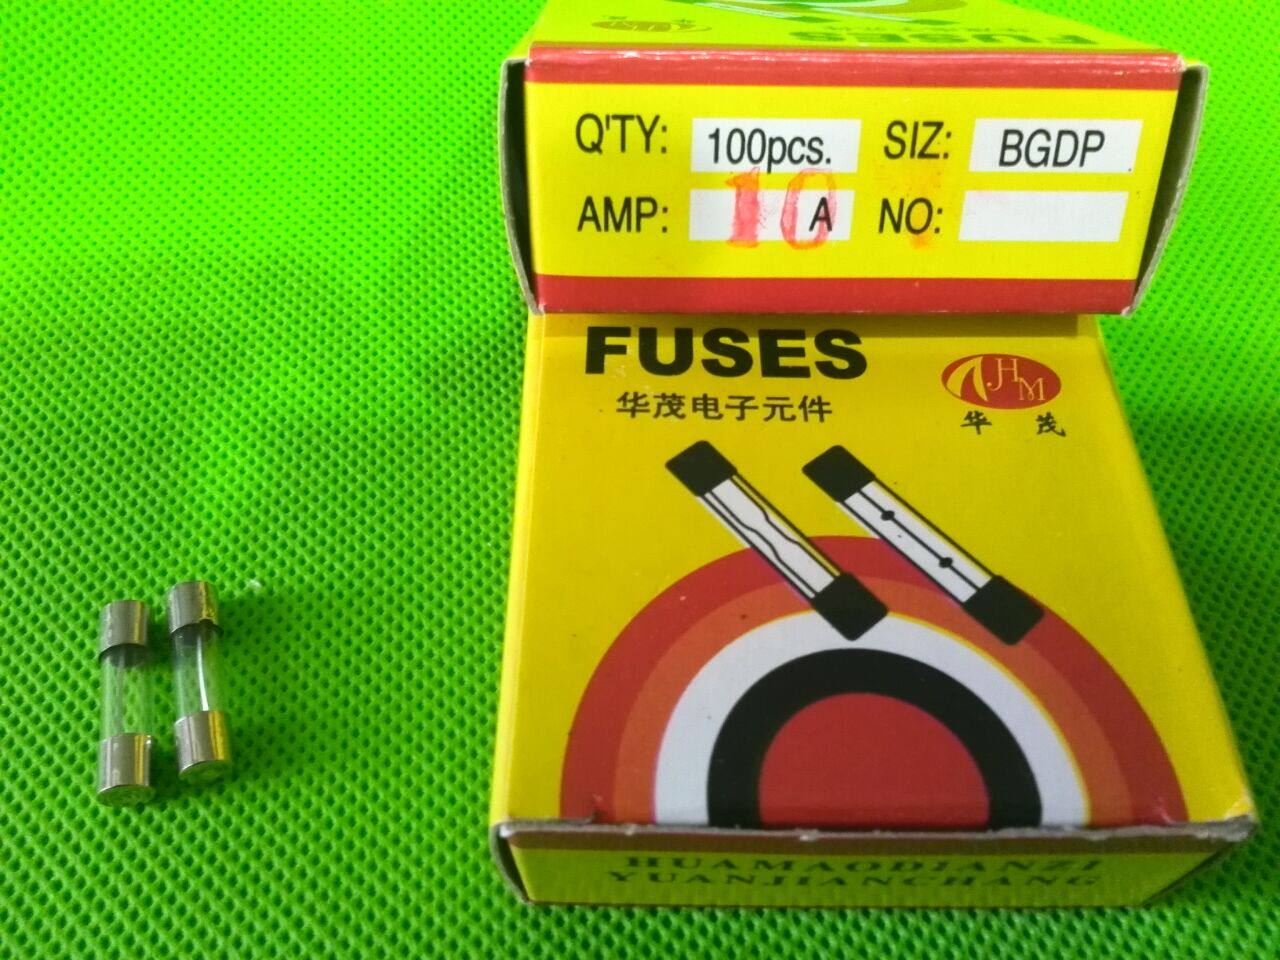 FUSES
Q'TY: 100pcs. SIZ: BGDP
AMP: 10 A NO:
FUSES
华茂电子元件
JHM
华茂
HUAMAODIANZI
YUANJIANCHANG